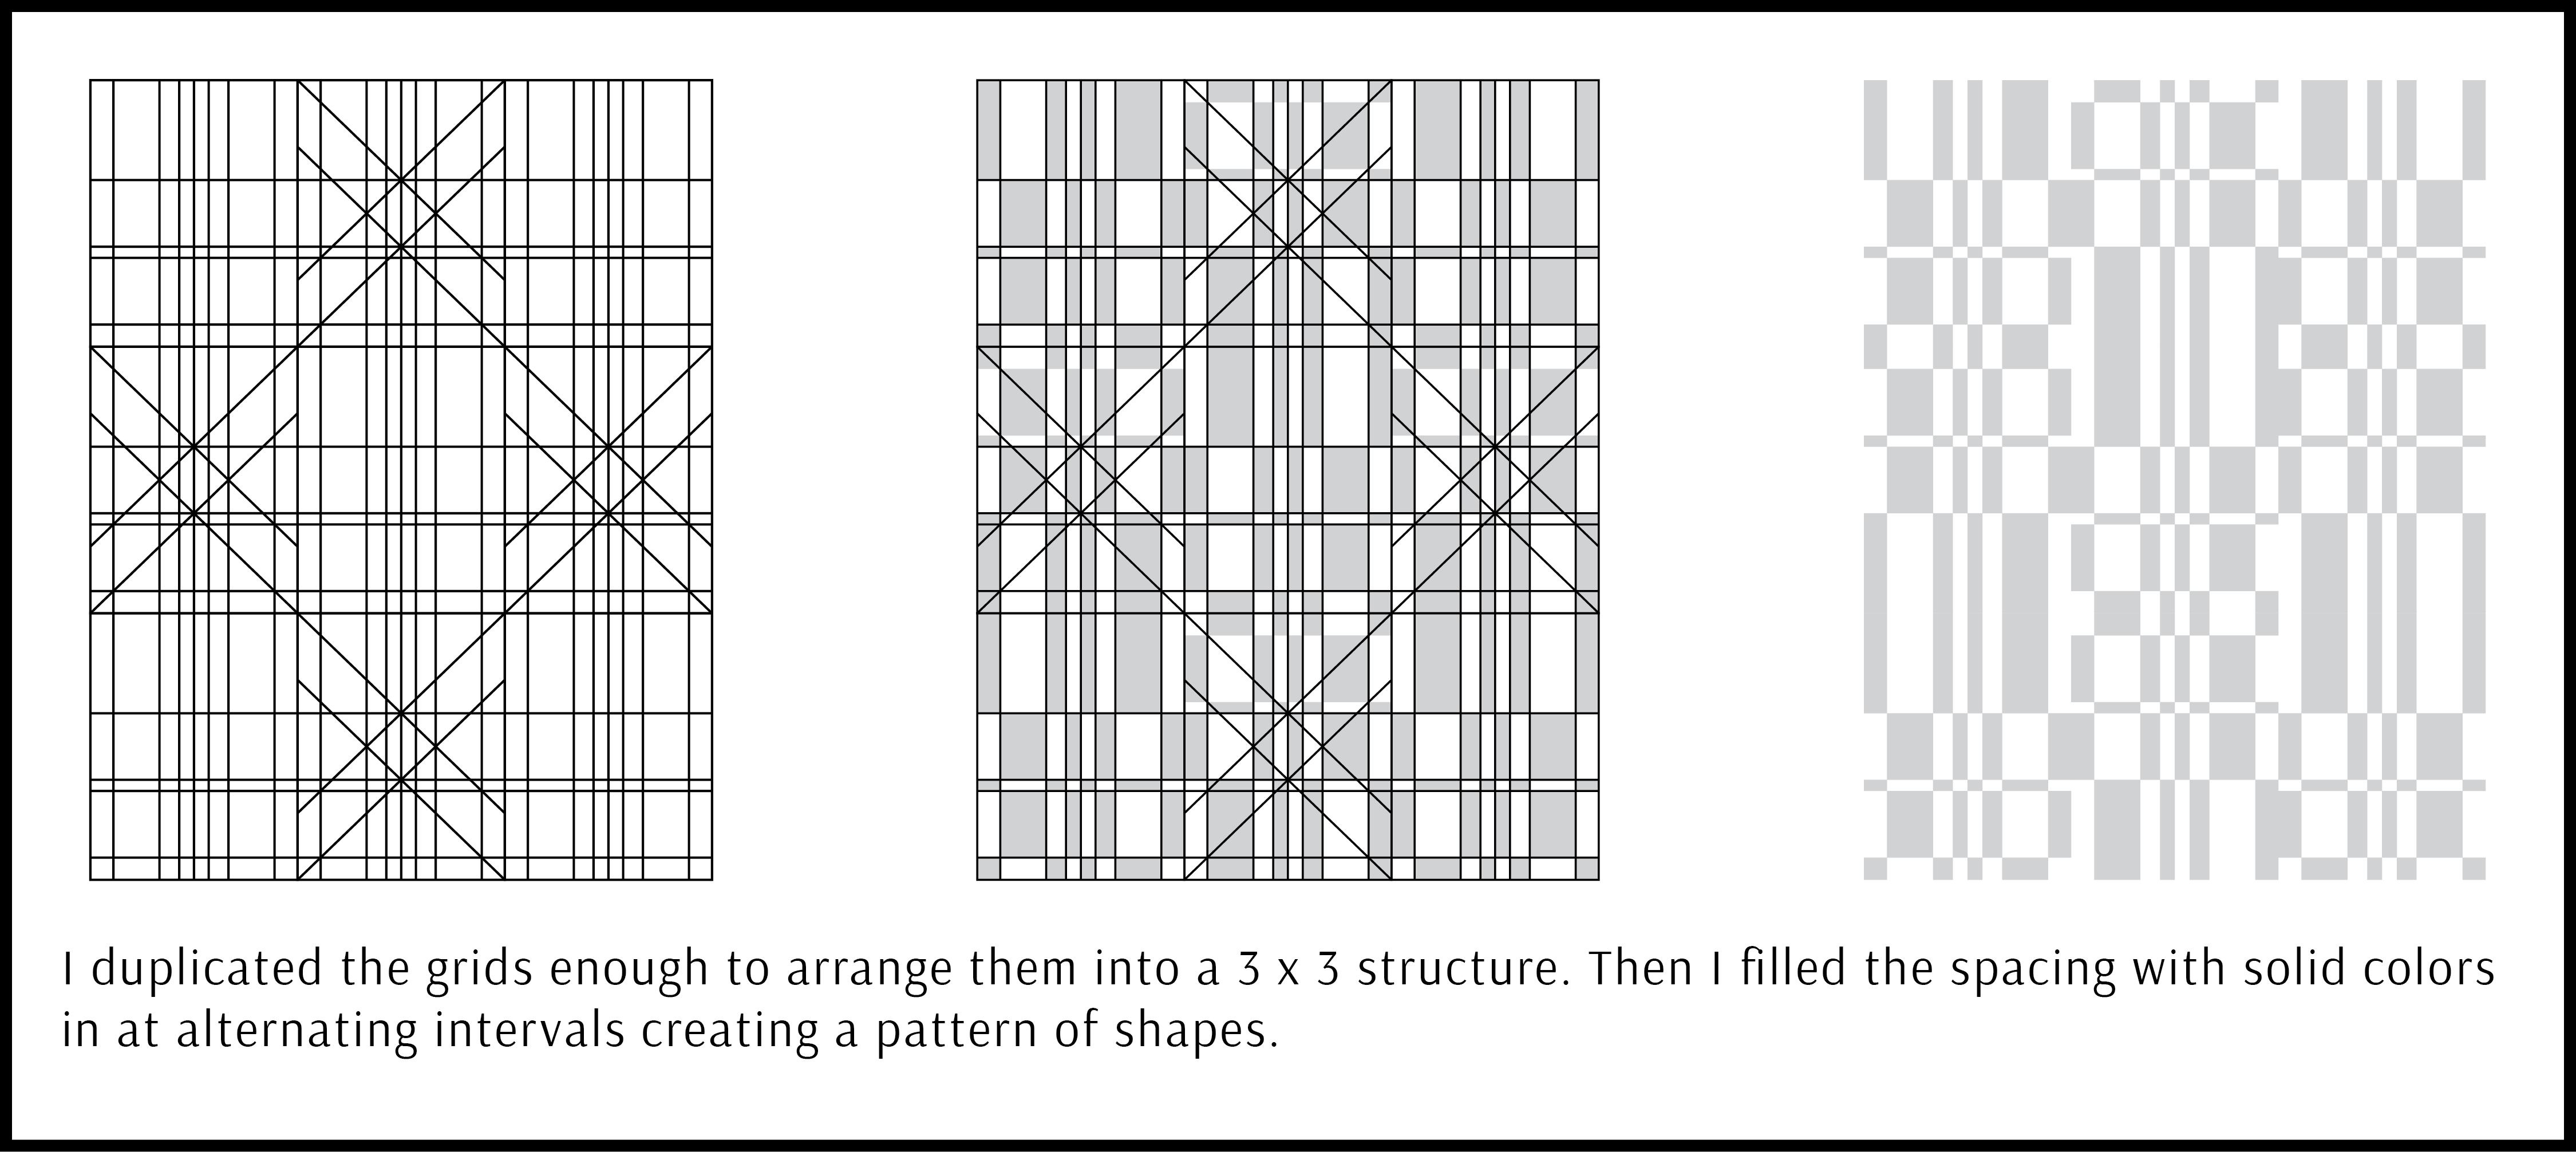 I duplicated the grids enough to arrange them into a 3 x 3 structure. Then I filled the spacing with solid colors
in at alternating intervals creating a pattern of shapes.